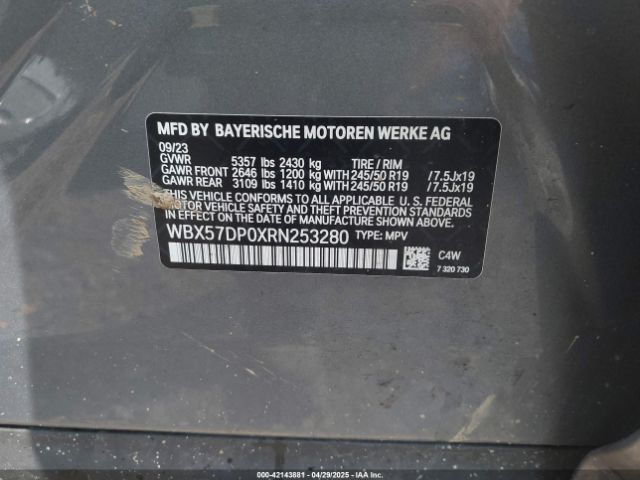 MFD BY BAYERISCHE MOTOREN WERKE AG
09/23
GVWR 5357 lbs 2430 kg TIRE / RIM
GAWR FRONT 2646 lbs 1200 kg WITH 245/50 R19 / 7.5Jx19
GAWR REAR 3109 lbs 1410 kg WITH 245/50 R19 / 7.5Jx19
THIS VEHICLE CONFORMS TO ALL APPLICABLE U. S. FEDERAL
MOTOR VEHICLE SAFETY, BUMPER, AND THEFT PREVENTION
STANDARDS IN EFFECT ON THE DATE OF MANUFACTURE SHOWN ABOVE.
WBX57DP0XRN253280 TYPE: MPV
C4W
7 320 730
000-42143881 - 04/29/2025 - IAAI.COM